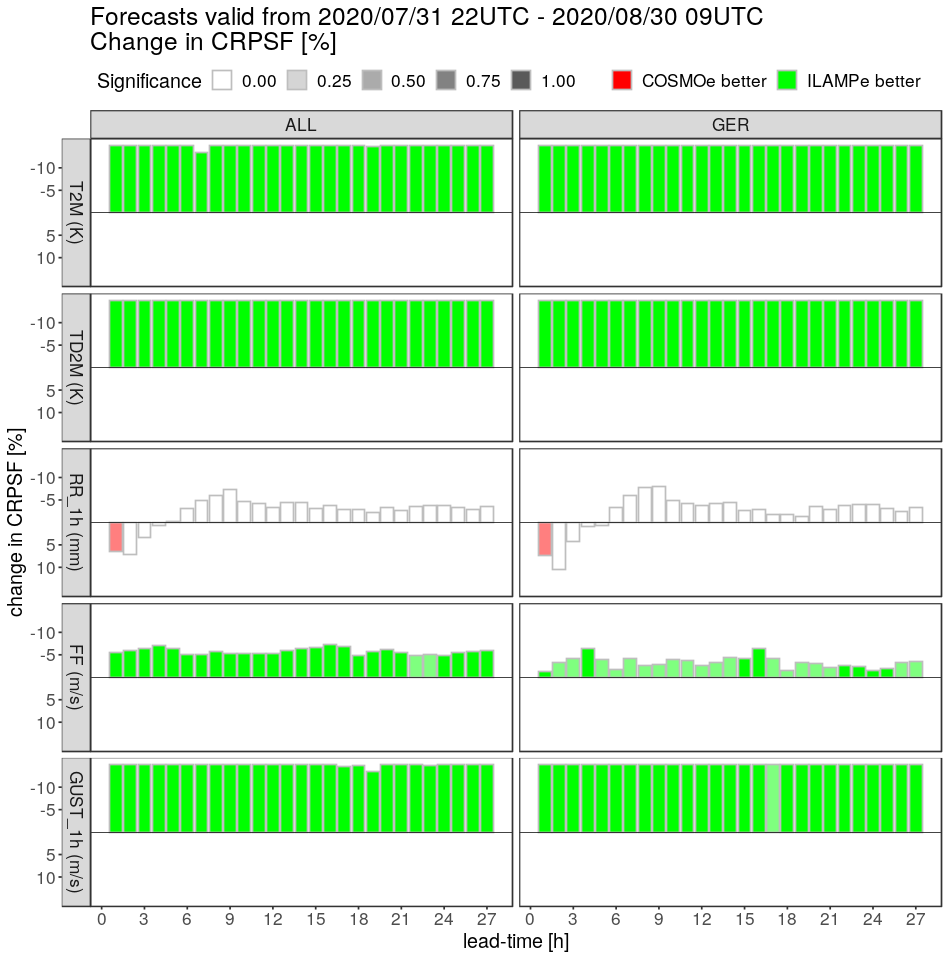 Forecasts valid from 2020/07/31 22UTC - 2020/08/30 09UTC
Change in CRPSF [%]
Significance 0.00 0.25 0.50 0.75 1.00 COSMOe better ILAMPe better
ALL GER
T2M (K)
-10
-5
5
10
TD2M (K)
-10
-5
5
10
RR_1h (mm)
-10
-5
5
10
FF (m/s)
-10
-5
5
10
GUST_1h (m/s)
-10
-5
5
10
change in CRPSF [%]
0 3 6 9 12 15 18 21 24 27 0 3 6 9 12 15 18 21 24 27
lead-time [h]